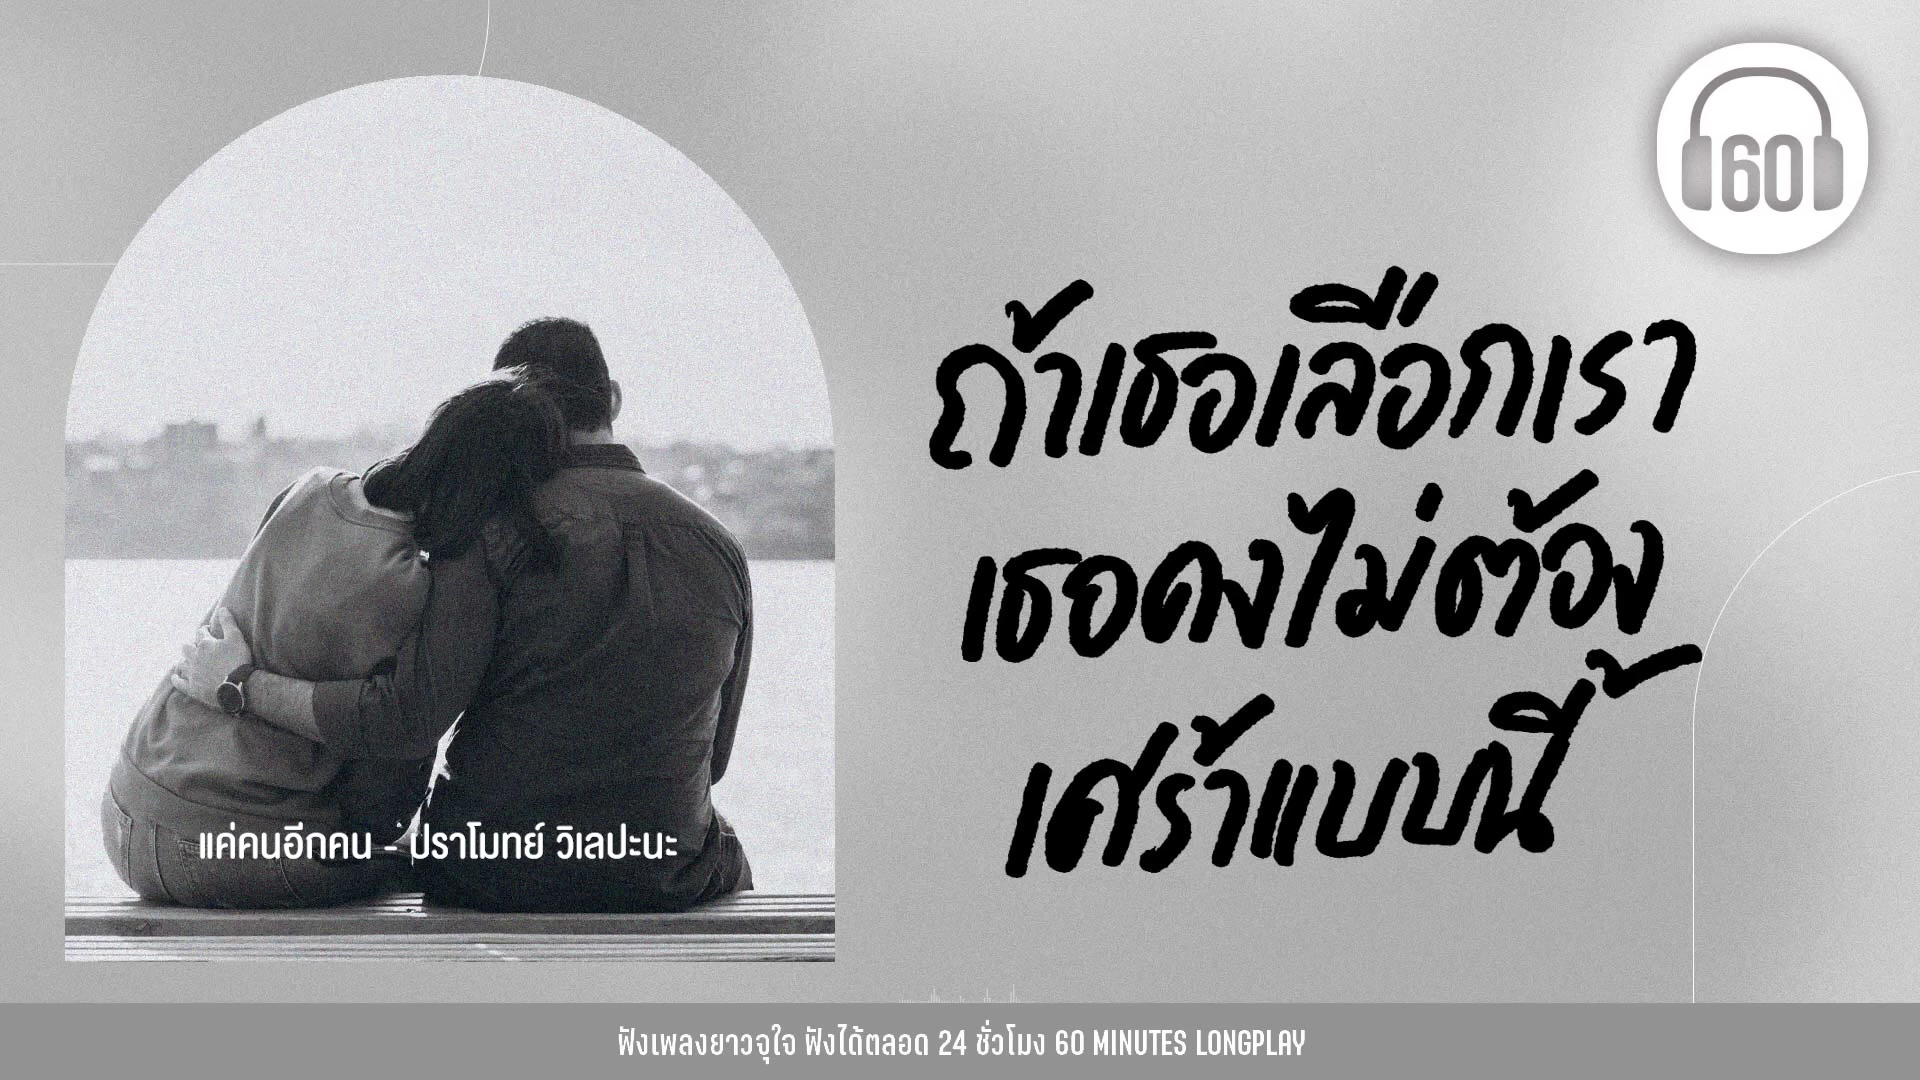 60
ถ้าเธอเลือกเรา
เธอคงไม่ต้อง
เศร้าแบบนี้
แค่คนอีกคน - ปราโมทย์ วิเลปะนะ
ฟังเพลงยาวจุใจ ฟังได้ตลอด 24 ชั่วโมง 60 MINUTES LONGPLAY